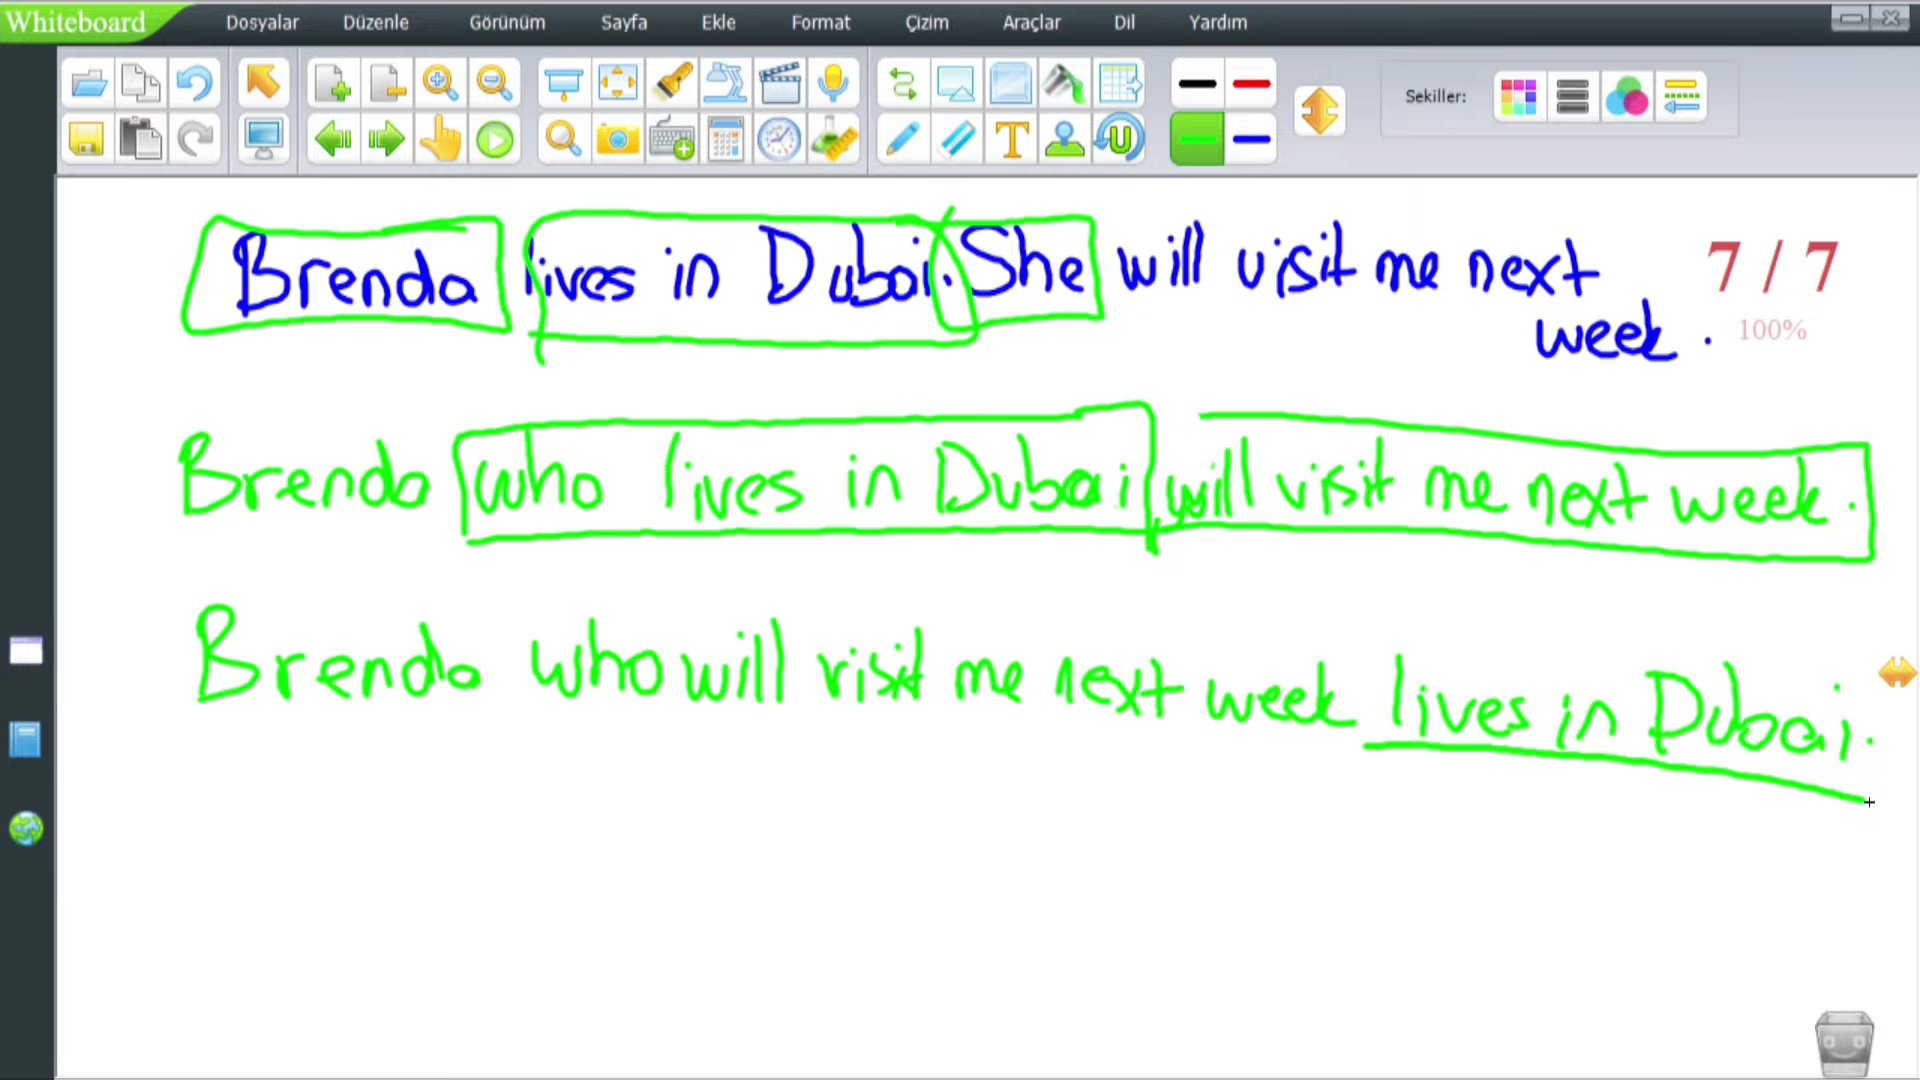 Whiteboard Dosyalar Düzenle Görünüm Sayfa Ekle Format Çizim Araçlar Dil Yardım
Sekiller:
Brenda lives in Dubai. She will visit me next
week.
7 / 7
100%
Brenda who lives in Dubai, will visit me next week.
Brenda who will visit me next week lives in Dubai.